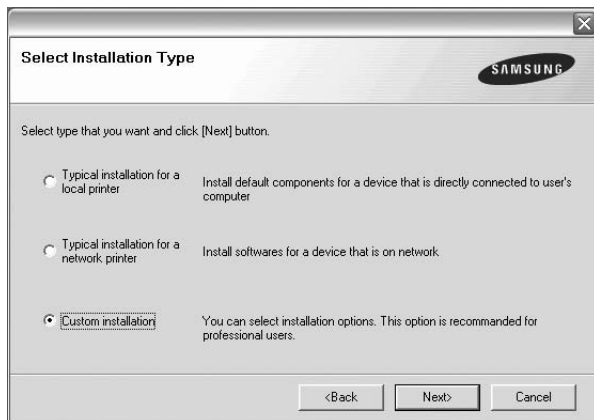 Select Installation Type
SAMSUNG
Select type that you want and click [Next] button.
Typical installation for a
local printer
Install default components for a device that is directly connected to user's
computer
Typical installation for a
network printer
Install softwares for a device that is on network
Custom installation
You can select installation options. This option is recommanded for
professional users.
<Back
Next>
Cancel